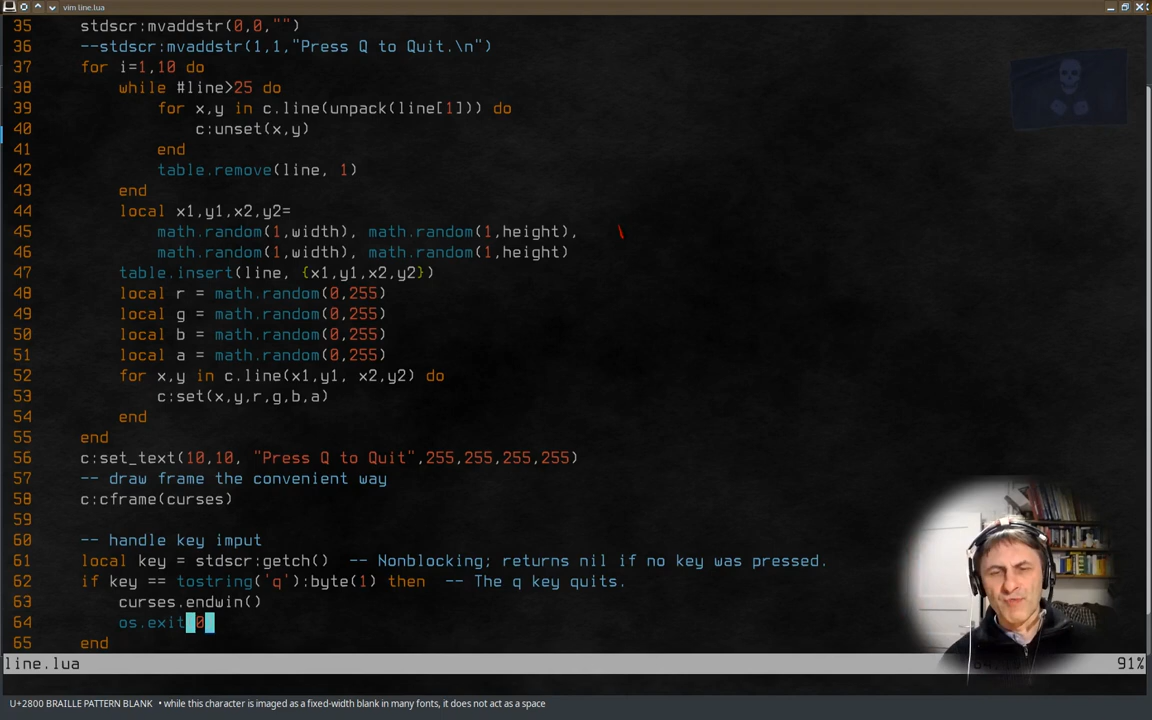 vim line.lua
35     stdscr:mvaddstr(0,0,"")
36     --stdscr:mvaddstr(1,1,"Press Q to Quit.\n")
37     for i=1,10 do
38         while #line>25 do
39             for x,y in c.line(unpack(line[1])) do
40                 c:unset(x,y)
41             end
42             table.remove(line, 1)
43         end
44         local x1,y1,x2,y2=
45             math.random(1,width), math.random(1,height),
46             math.random(1,width), math.random(1,height)
47         table.insert(line, {x1,y1,x2,y2})
48         local r = math.random(0,255)
49         local g = math.random(0,255)
50         local b = math.random(0,255)
51         local a = math.random(0,255)
52         for x,y in c.line(x1,y1, x2,y2) do
53             c:set(x,y,r,g,b,a)
54         end
55     end
56     c:set_text(10,10, "Press Q to Quit",255,255,255,255)
57     -- draw frame the convenient way
58     c:cframe(curses)
59
60     -- handle key imput
61     local key = stdscr:getch()  -- Nonblocking; returns nil if no key was pressed.
62     if key == tostring('q'):byte(1) then  -- The q key quits.
63         curses.endwin()
64         os.exit(0)
65     end
line.lua 91%
U+2800 BRAILLE PATTERN BLANK • while this character is imaged as a fixed-width blank in many fonts, it does not act as a space